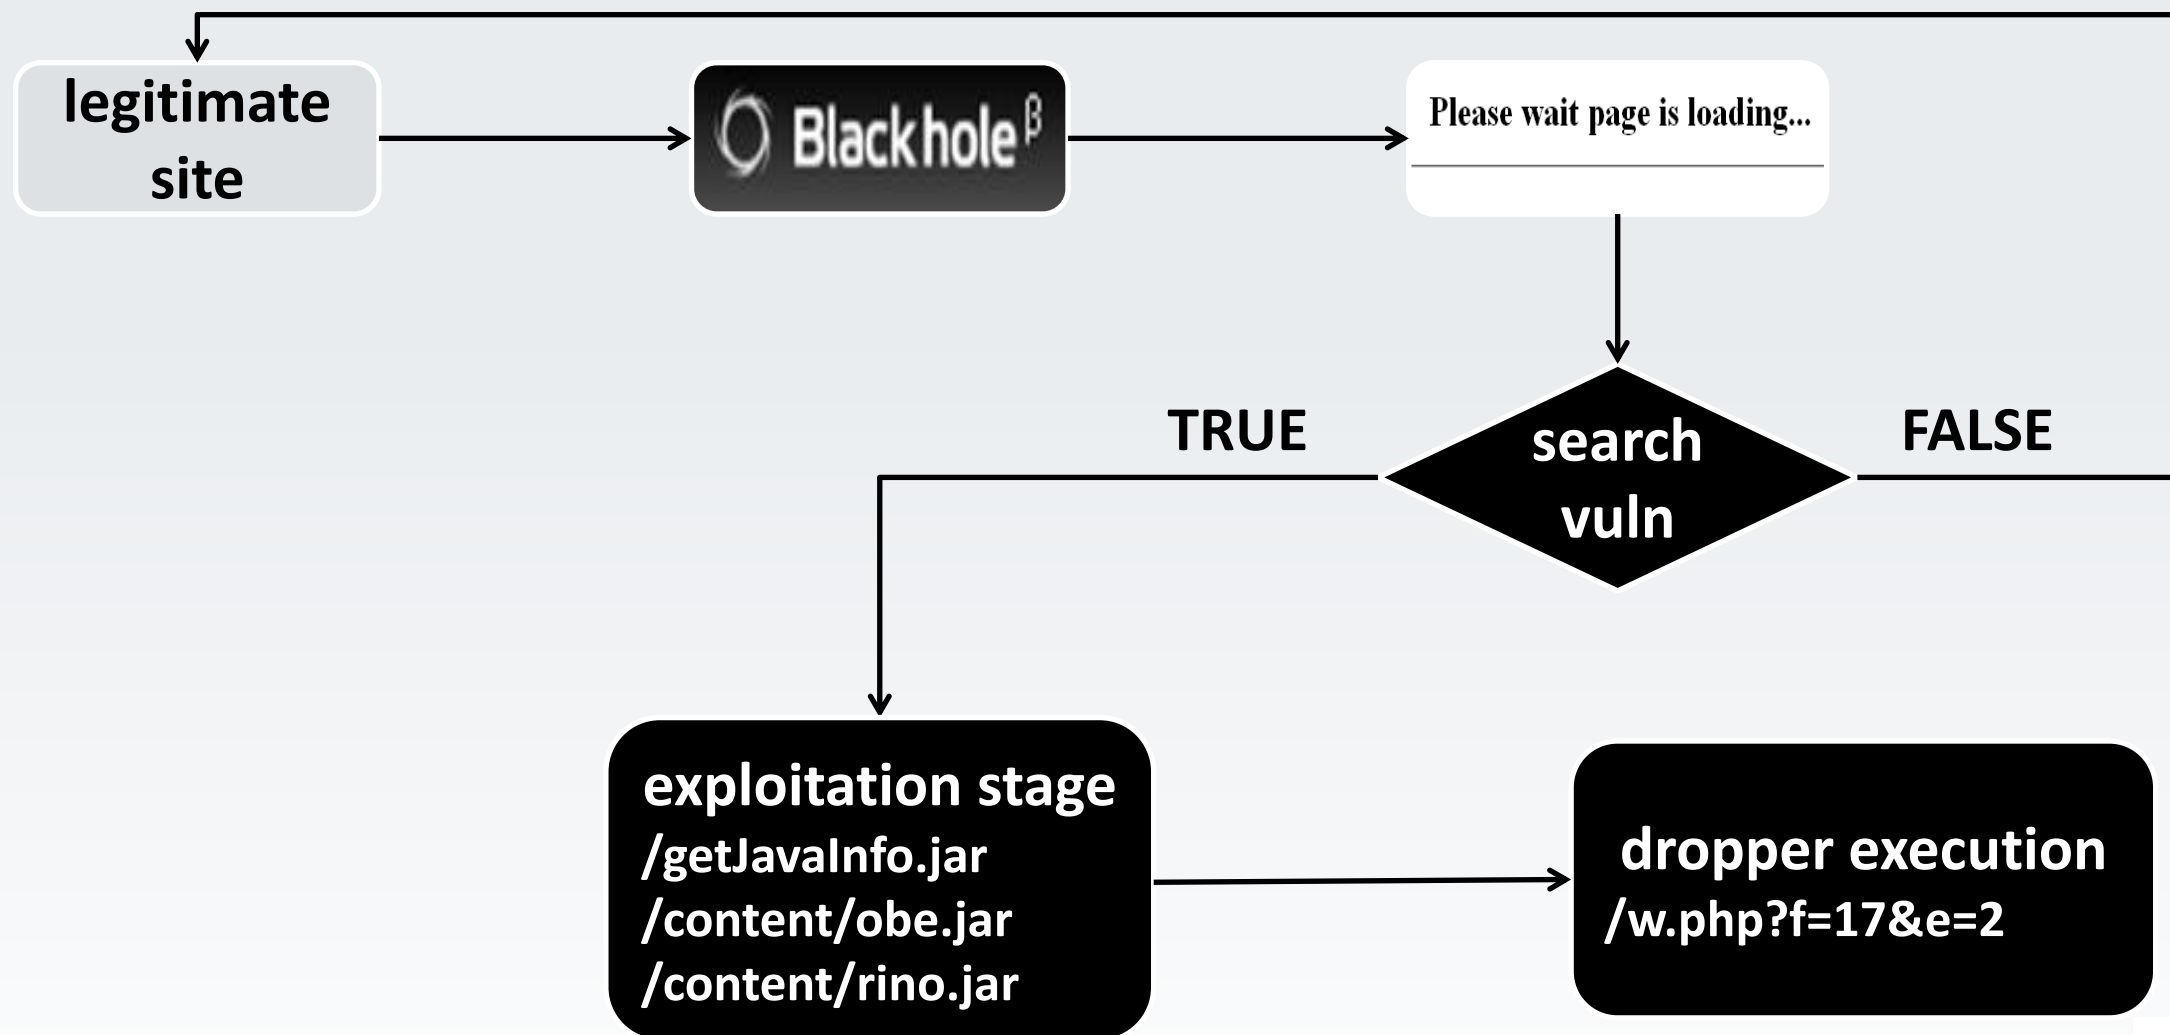 legitimate
site
Blackhole β
Please wait page is loading...
TRUE
search
vuln
FALSE
exploitation stage
/getJavaInfo.jar
/content/obe.jar
/content/rino.jar
dropper execution
/w.php?f=17&e=2